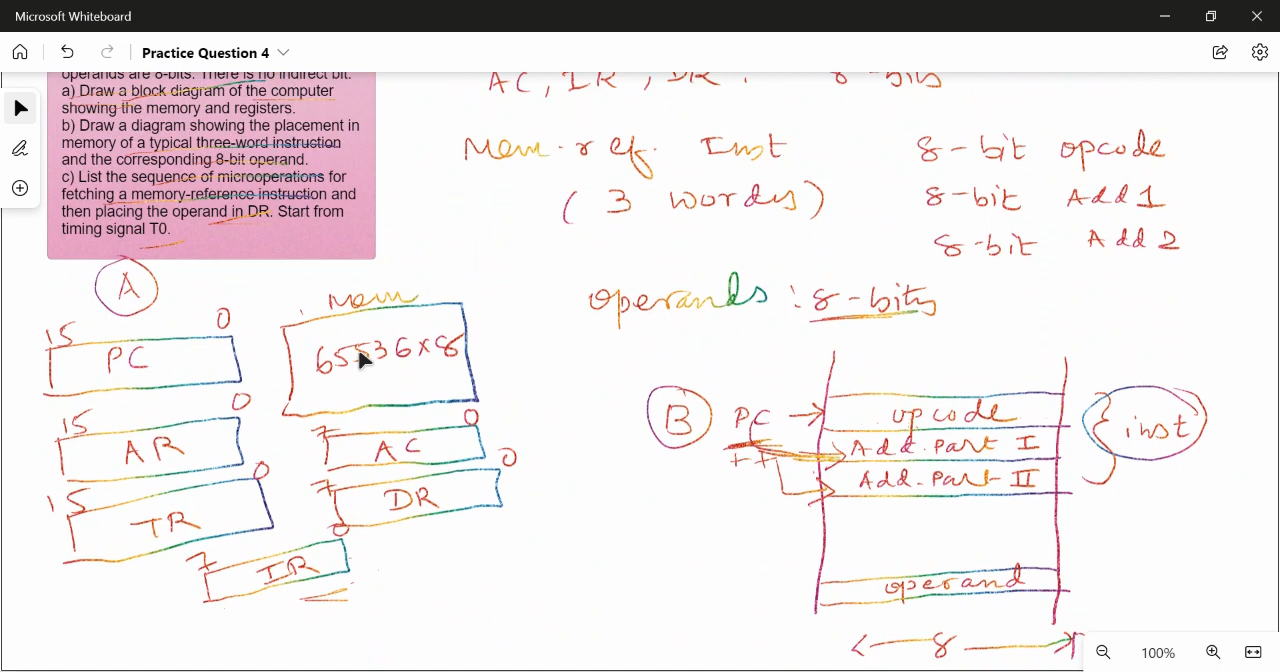 Microsoft Whiteboard
Practice Question 4
operands are 8-bits. There is no indirect bit.
a) Draw a block diagram of the computer
showing the memory and registers.
b) Draw a diagram showing the placement in
memory of a typical three-word instruction
and the corresponding 8-bit operand.
c) List the sequence of microoperations for
fetching a memory-reference instruction and
then placing the operand in DR. Start from
timing signal T0.
AC, IR, DR : 8-bits
Mem. ref. Inst 8-bit opcode
( 3 words) 8-bit Add 1
8-bit Add 2
operands : 8-bits
A
Mem
65536x8
15 0
PC
15 0
AR
15 0
TR
7 0
AC
7 0
DR
7 0
IR
B
PC
++
opcode
Add. Part I
Add. Part II
inst
operand
8
100%